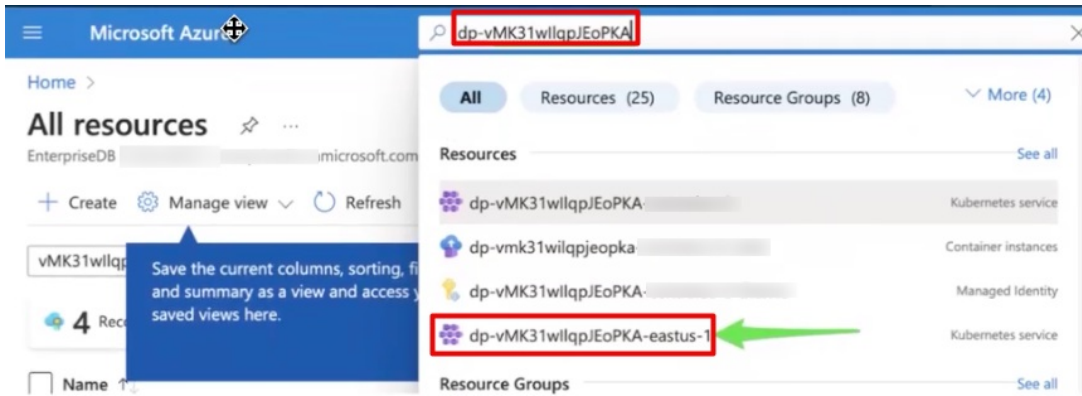 Microsoft Azur
dp-vMK31wIlqpJEoPKA
Home >
All resources ...
EnterpriseDB microsoft.com
+ Create Manage view Refresh
vMK31wIlqp
Save the current columns, sorting, fi
and summary as a view and access y
saved views here.
4 Reco
Name
All Resources (25) Resource Groups (8) More (4)
Resources See all
dp-vMK31wIlqpJEoPKA- Kubernetes service
dp-vmk31wilqpjeopka- Container instances
dp-vMK31wIlqpJEoPKA- Managed Identity
dp-vMK31wIlqpJEoPKA-eastus-1 Kubernetes service
Resource Groups See all